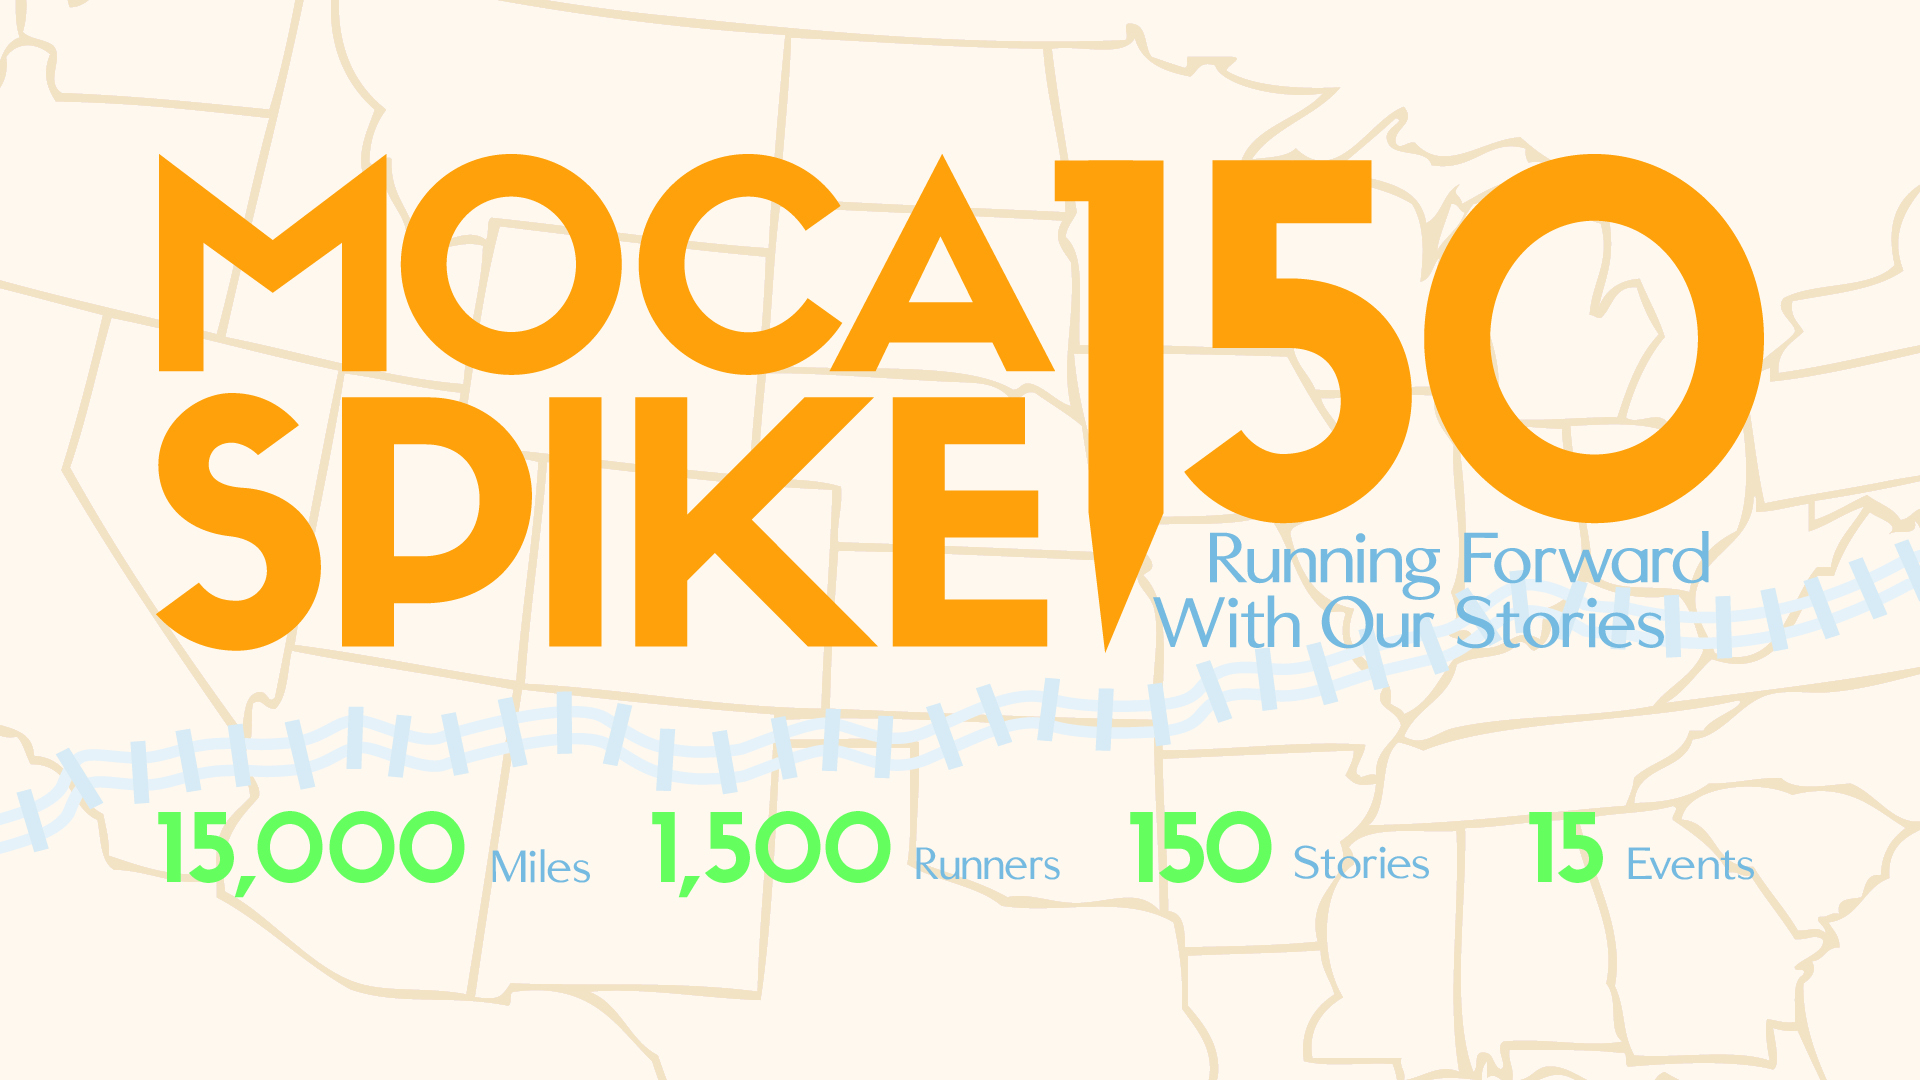 MOCA
SPIKE 150
Running Forward
With Our Stories
15,000 Miles
1,500 Runners
150 Stories
15 Events